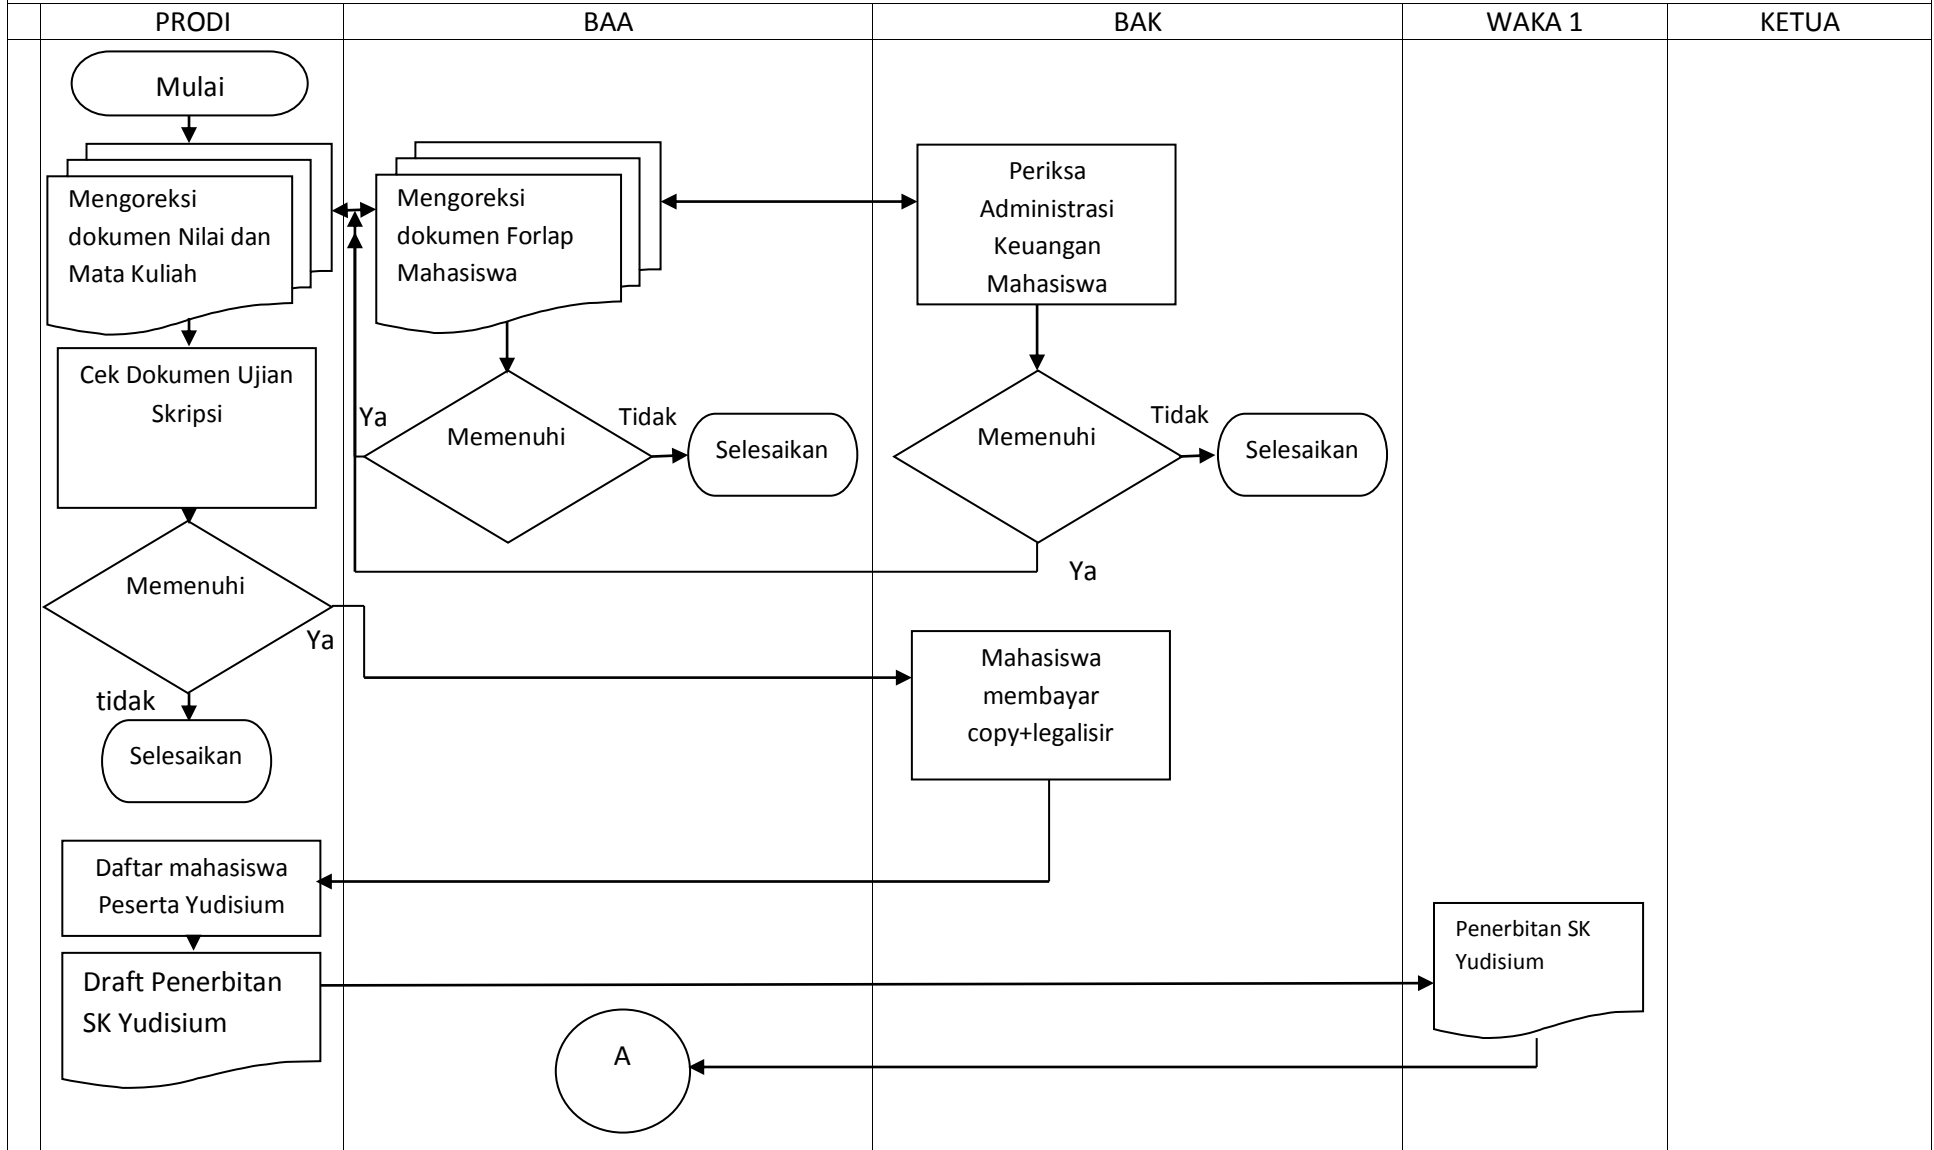 PRODI
BAA
BAK
WAKA 1
KETUA
Mulai
Mengoreksi
dokumen Nilai dan
Mata Kuliah
Mengoreksi
dokumen Forlap
Mahasiswa
Periksa
Administrasi
Keuangan
Mahasiswa
Cek Dokumen Ujian
Skripsi
Ya
Memenuhi
Tidak
Selesaikan
Memenuhi
Tidak
Selesaikan
Ya
Memenuhi
Ya
tidak
Selesaikan
Mahasiswa
membayar
copy+legalisir
Daftar mahasiswa
Peserta Yudisium
Draft Penerbitan
SK Yudisium
Penerbitan SK
Yudisium
A